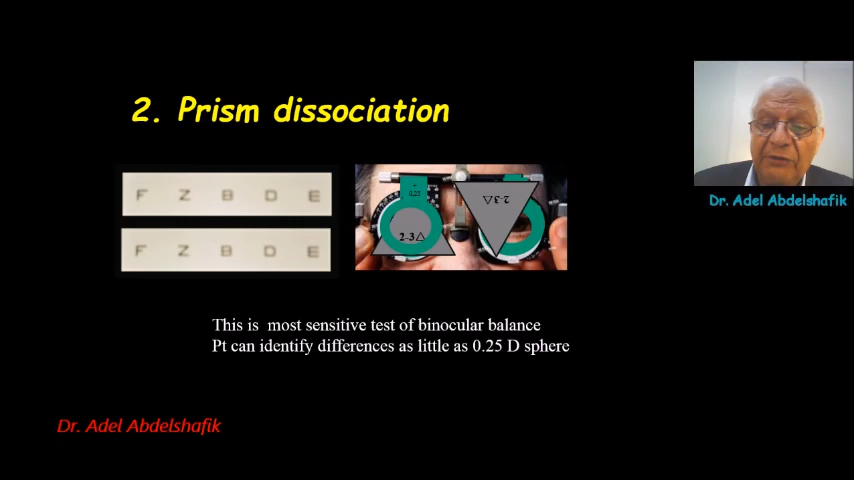 2. Prism dissociation
F Z B D E
F Z B D E
+
0.25
2-3△
2-3△
Dr. Adel Abdelshafik
This is most sensitive test of binocular balance
Pt can identify differences as little as 0.25 D sphere
Dr. Adel Abdelshafik